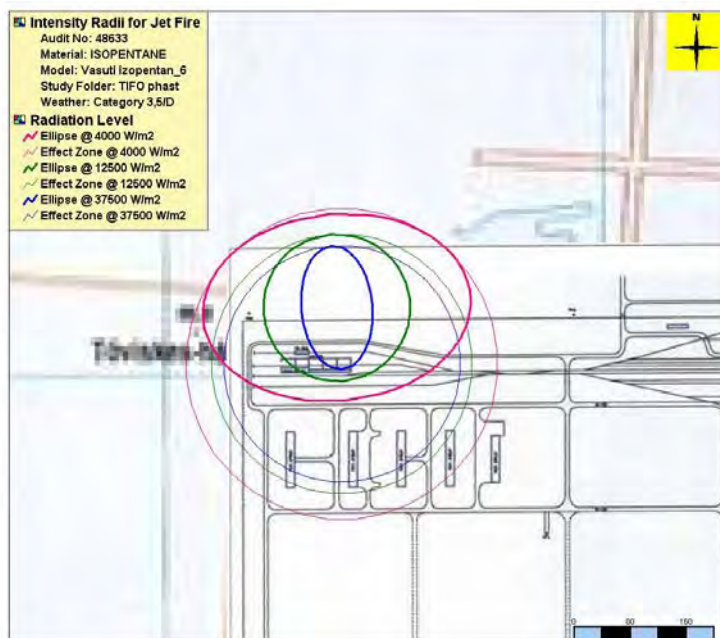 Intensity Radii for Jet Fire
Audit No: 48633
Material: ISOPENTANE
Model: Vasuti Izopentan_6
Study Folder: TIFO phast
Weather: Category 3,5/D
Radiation Level
Ellipse @ 4000 W/m2
Effect Zone @ 4000 W/m2
Ellipse @ 12500 W/m2
Effect Zone @ 12500 W/m2
Ellipse @ 37500 W/m2
Effect Zone @ 37500 W/m2
N
0 80 160